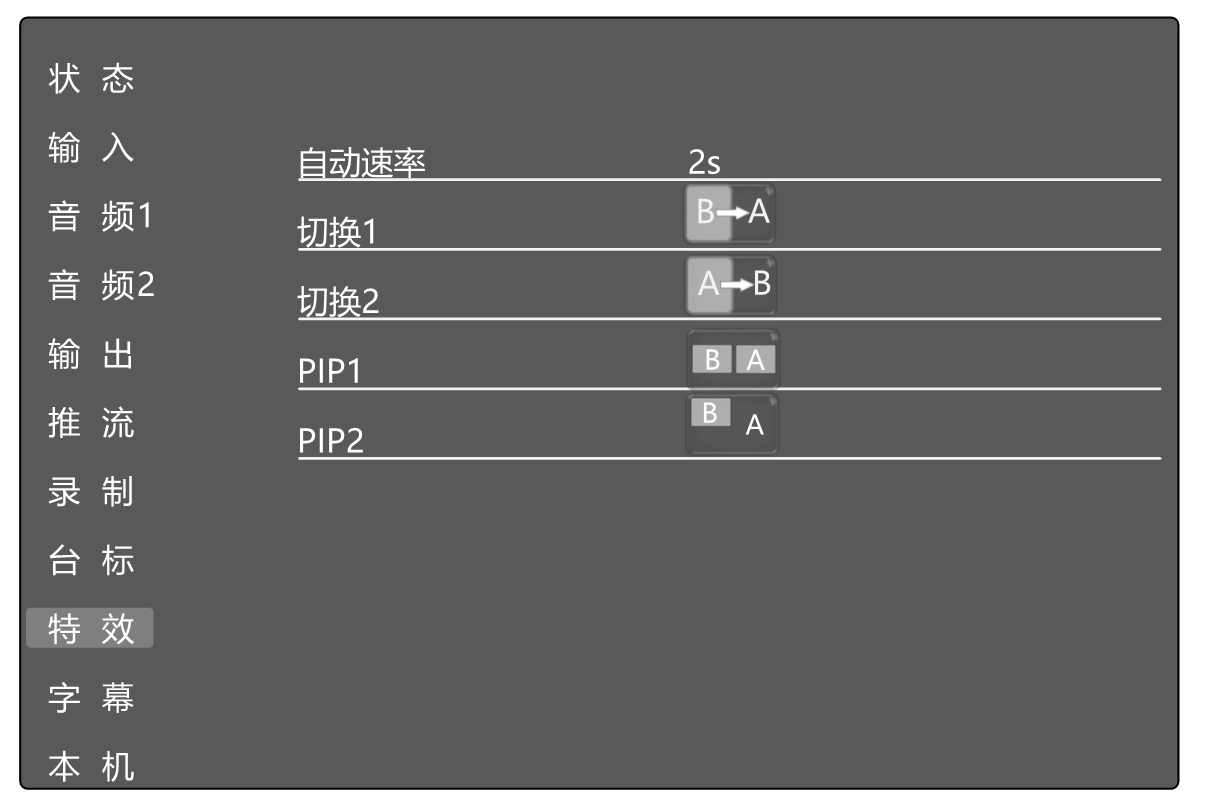 状 态
输 入
音 频1
音 频2
输 出
推 流
录 制
台 标
特 效
字 幕
本 机
自动速率 2s
切换1 B→A
切换2 A→B
PIP1 B A
PIP2 B A